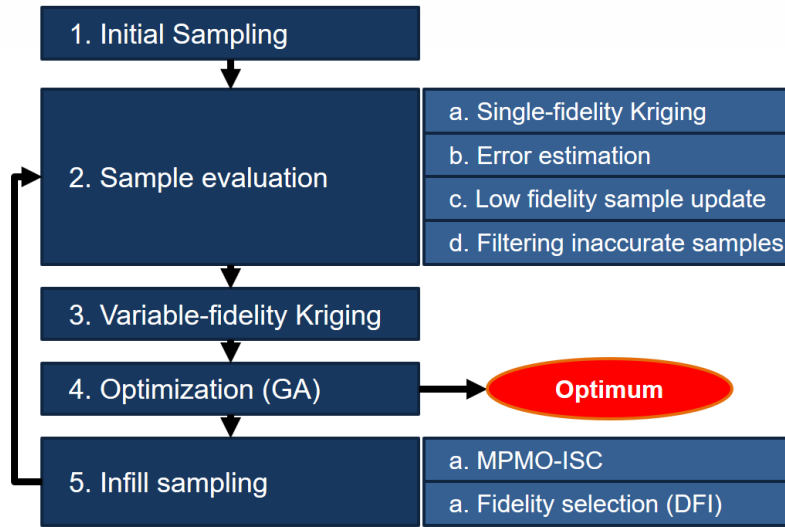 1. Initial Sampling
2. Sample evaluation
a. Single-fidelity Kriging
b. Error estimation
c. Low fidelity sample update
d. Filtering inaccurate samples
3. Variable-fidelity Kriging
4. Optimization (GA)
Optimum
5. Infill sampling
a. MPMO-ISC
a. Fidelity selection (DFI)